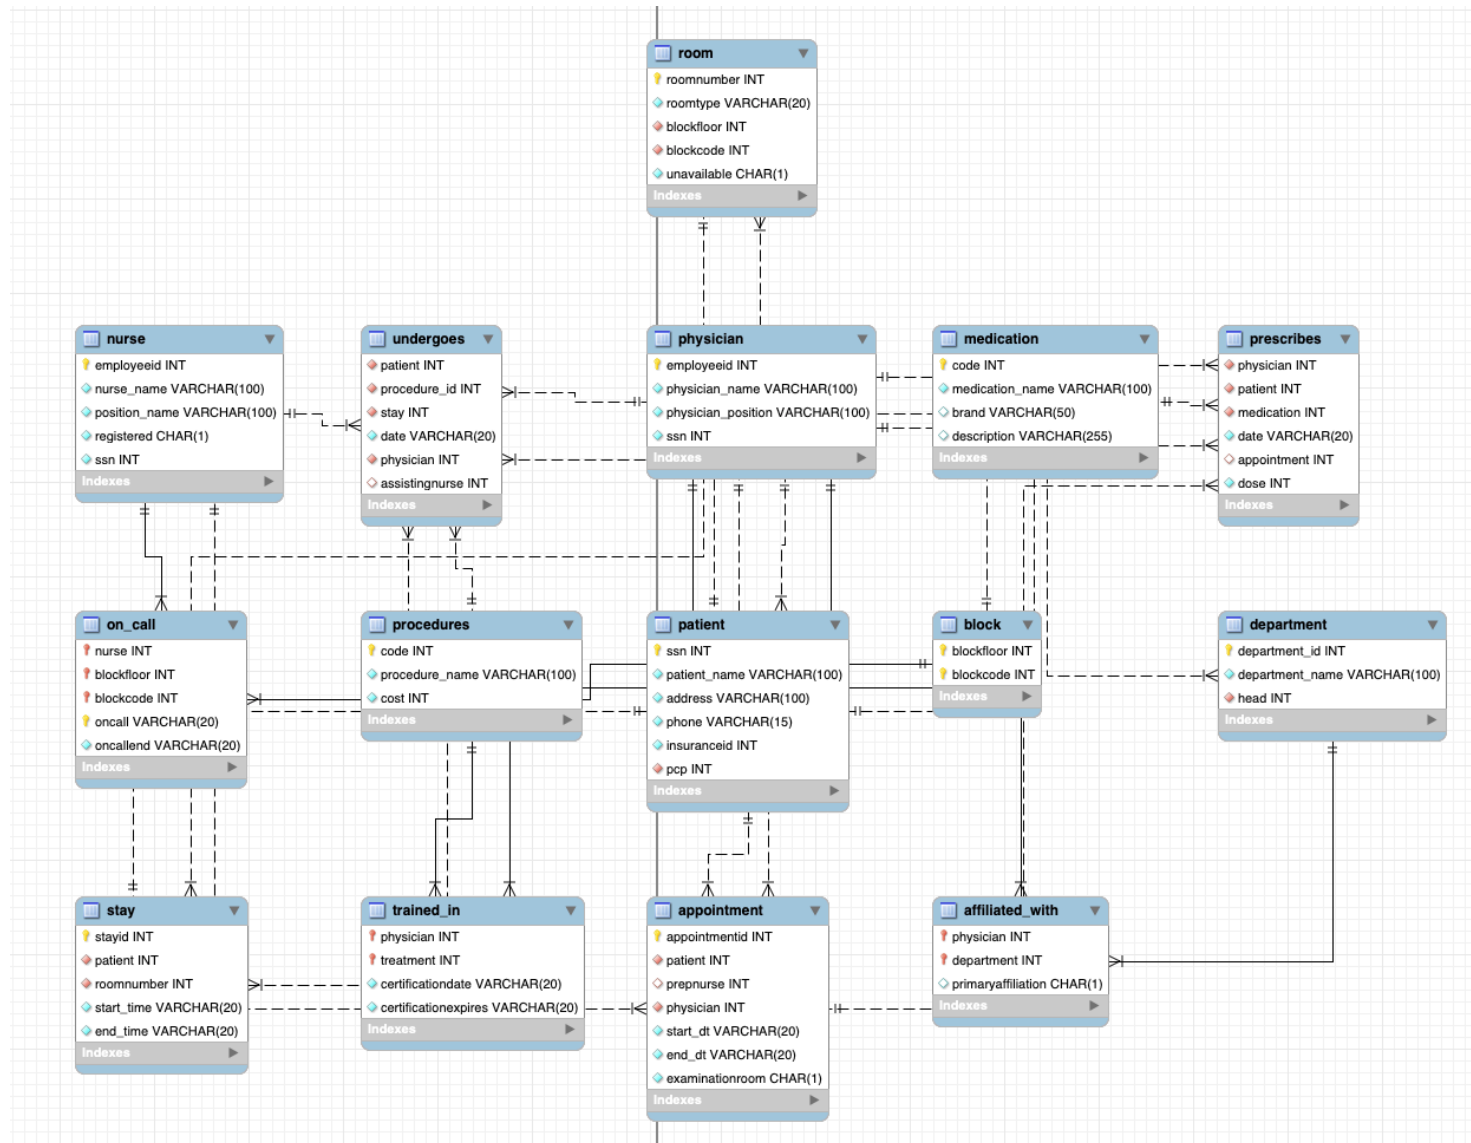 room
roomnumber INT
roomtype VARCHAR(20)
blockfloor INT
blockcode INT
unavailable CHAR(1)
Indexes
nurse
employeeid INT
nurse_name VARCHAR(100)
position_name VARCHAR(100)
registered CHAR(1)
ssn INT
Indexes
undergoes
patient INT
procedure_id INT
stay INT
date VARCHAR(20)
physician INT
assistingnurse INT
Indexes
physician
employeeid INT
physician_name VARCHAR(100)
physician_position VARCHAR(100)
ssn INT
Indexes
medication
code INT
medication_name VARCHAR(100)
brand VARCHAR(50)
description VARCHAR(255)
Indexes
prescribes
physician INT
patient INT
medication INT
date VARCHAR(20)
appointment INT
dose INT
Indexes
on_call
nurse INT
blockfloor INT
blockcode INT
oncall VARCHAR(20)
oncallend VARCHAR(20)
Indexes
procedures
code INT
procedure_name VARCHAR(100)
cost INT
Indexes
patient
ssn INT
patient_name VARCHAR(100)
address VARCHAR(100)
phone VARCHAR(15)
insuranceid INT
pcp INT
Indexes
block
blockfloor INT
blockcode INT
Indexes
department
department_id INT
department_name VARCHAR(100)
head INT
Indexes
stay
stayid INT
patient INT
roomnumber INT
start_time VARCHAR(20)
end_time VARCHAR(20)
Indexes
trained_in
physician INT
treatment INT
certificationdate VARCHAR(20)
certificationexpires VARCHAR(20)
Indexes
appointment
appointmentid INT
patient INT
prepnurse INT
physician INT
start_dt VARCHAR(20)
end_dt VARCHAR(20)
examinationroom CHAR(1)
Indexes
affiliated_with
physician INT
department INT
primaryaffiliation CHAR(1)
Indexes